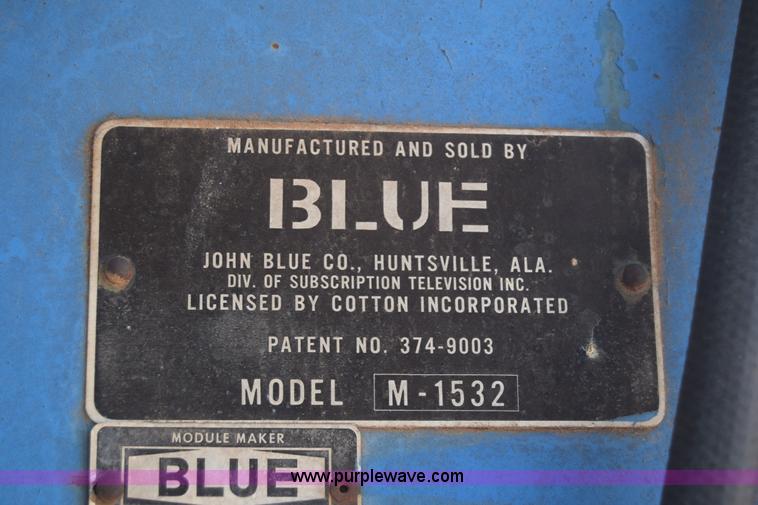 MANUFACTURED AND SOLD BY
BLUE
JOHN BLUE CO., HUNTSVILLE, ALA.
DIV. OF SUBSCRIPTION TELEVISION INC.
LICENSED BY COTTON INCORPORATED
PATENT NO. 374-9003
MODEL M-1532
MODULE MAKER
BLUE
www.purplewave.com